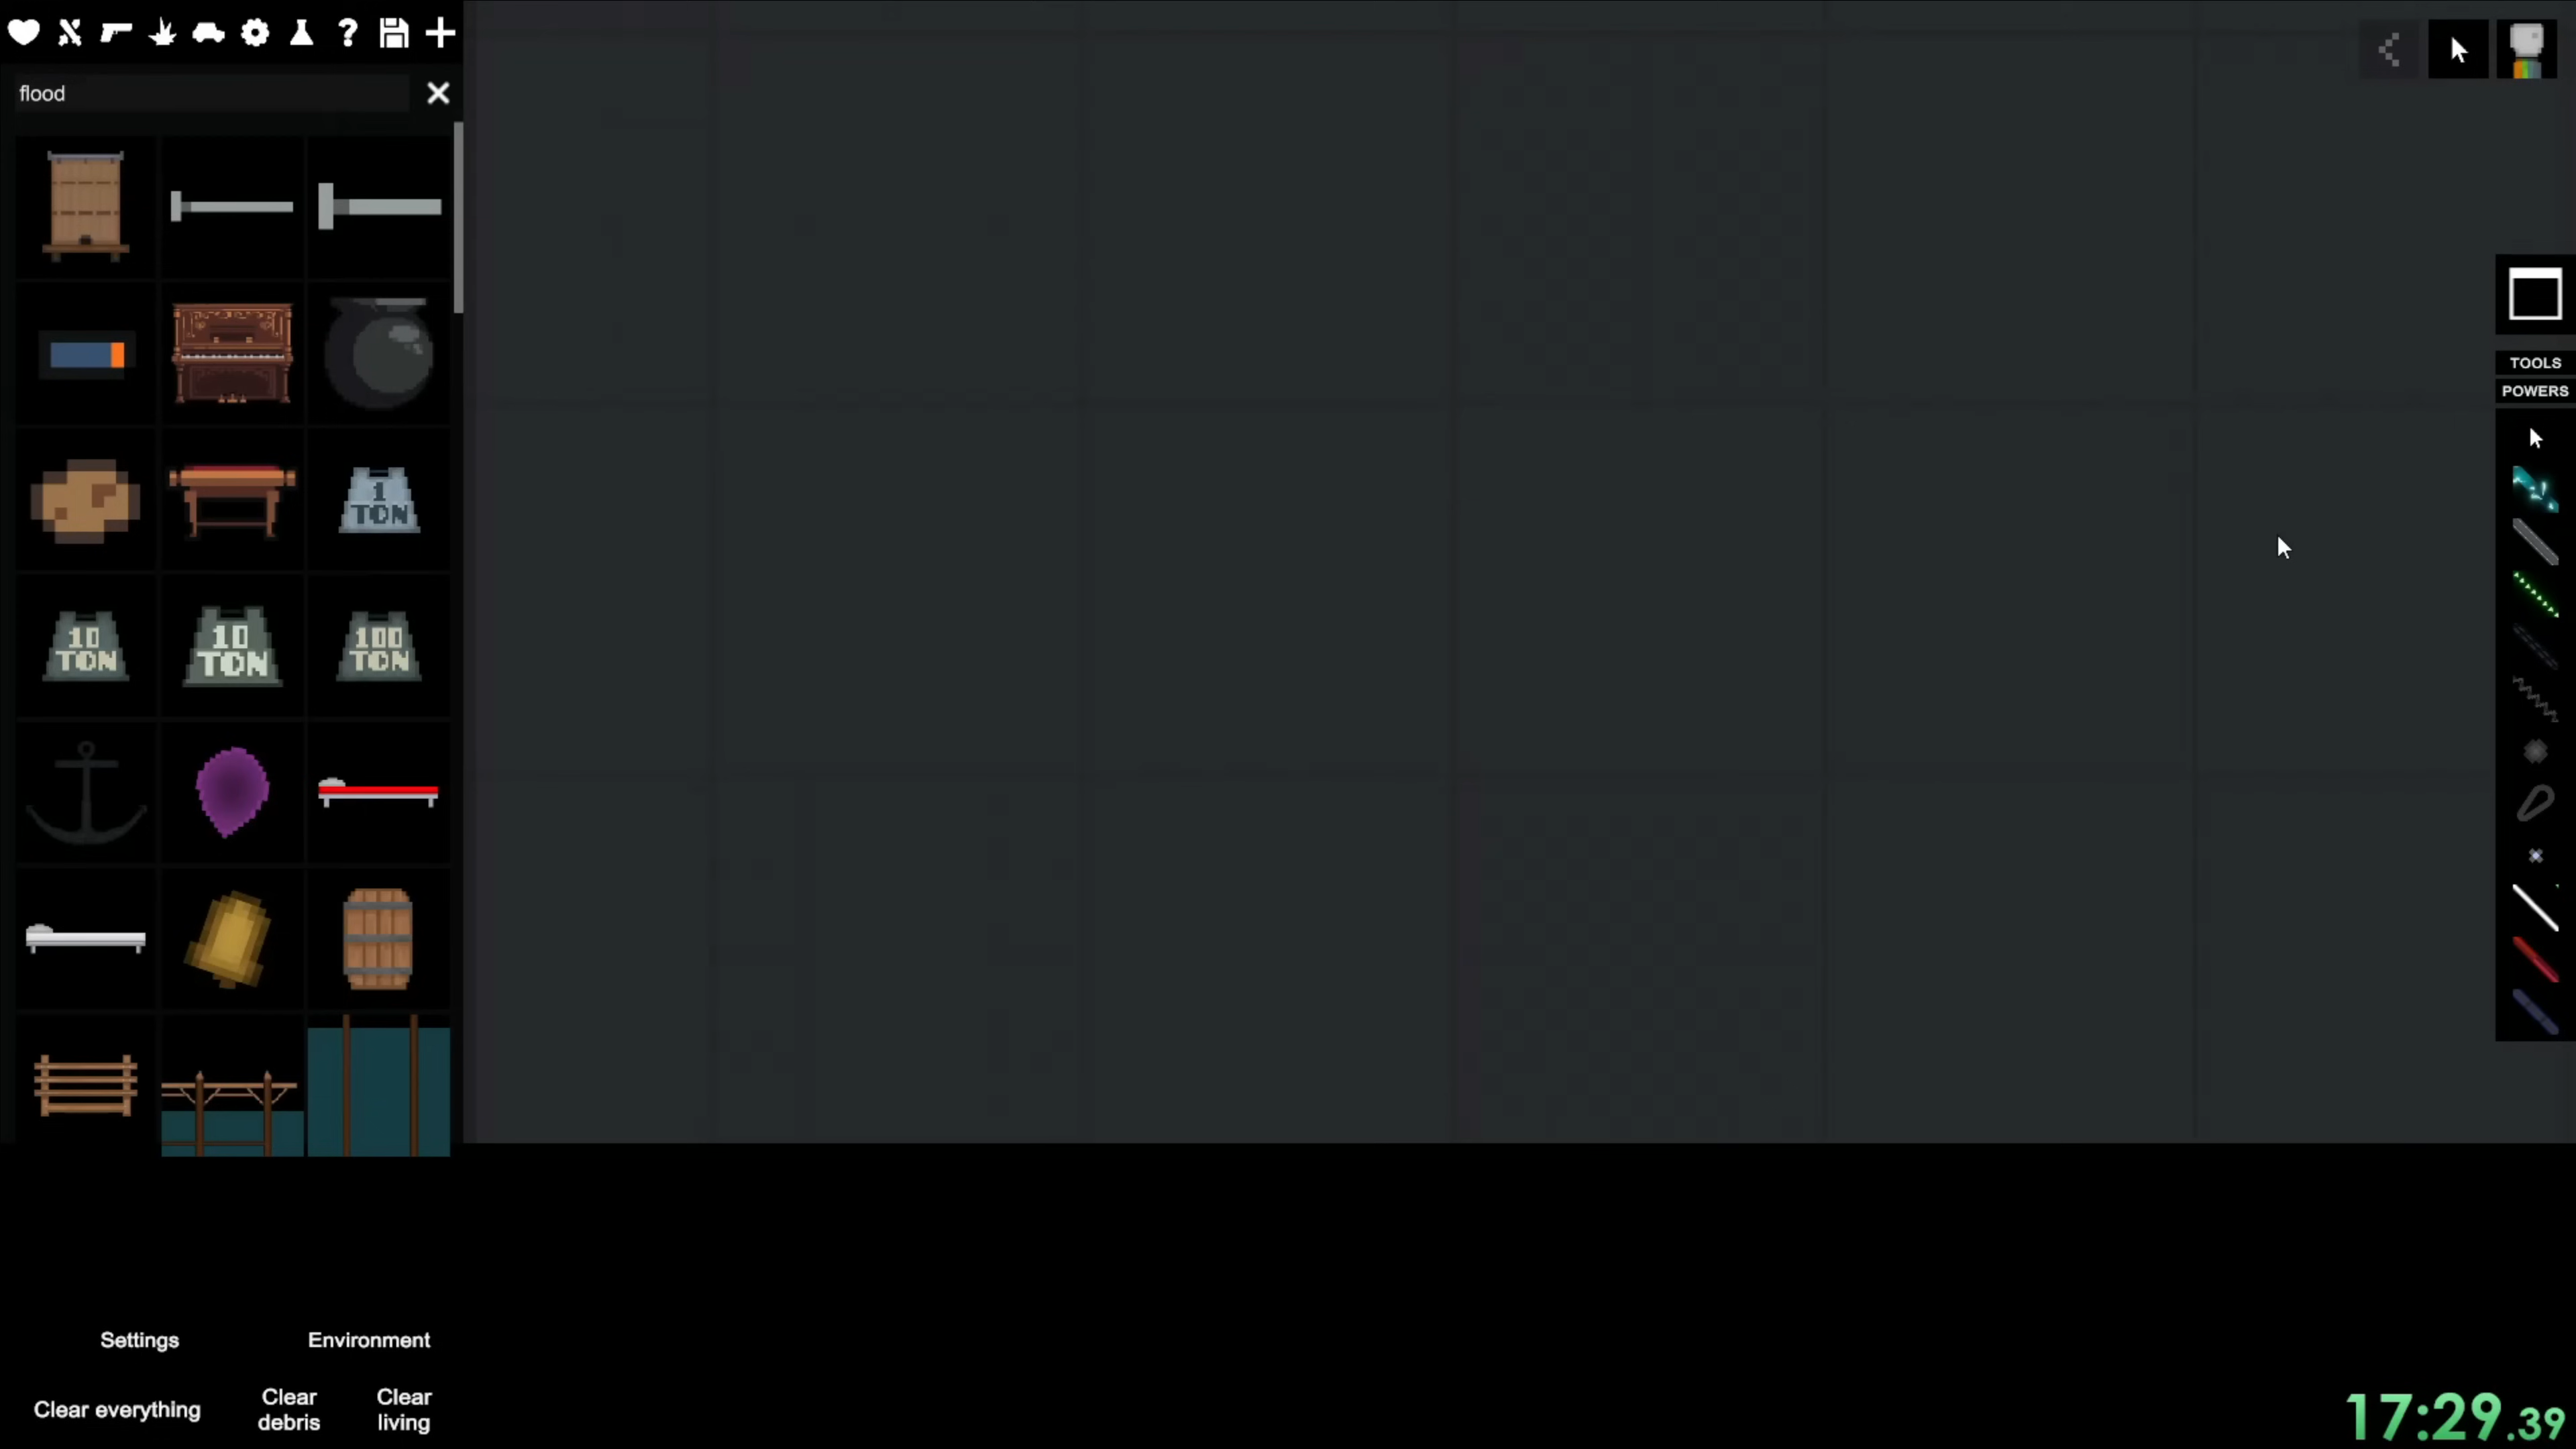 flood
TOOLS
POWERS
1
TON
10
TON
10
TON
100
TON
Settings
Environment
Clear everything
Clear
debris
Clear
living
17:29.39